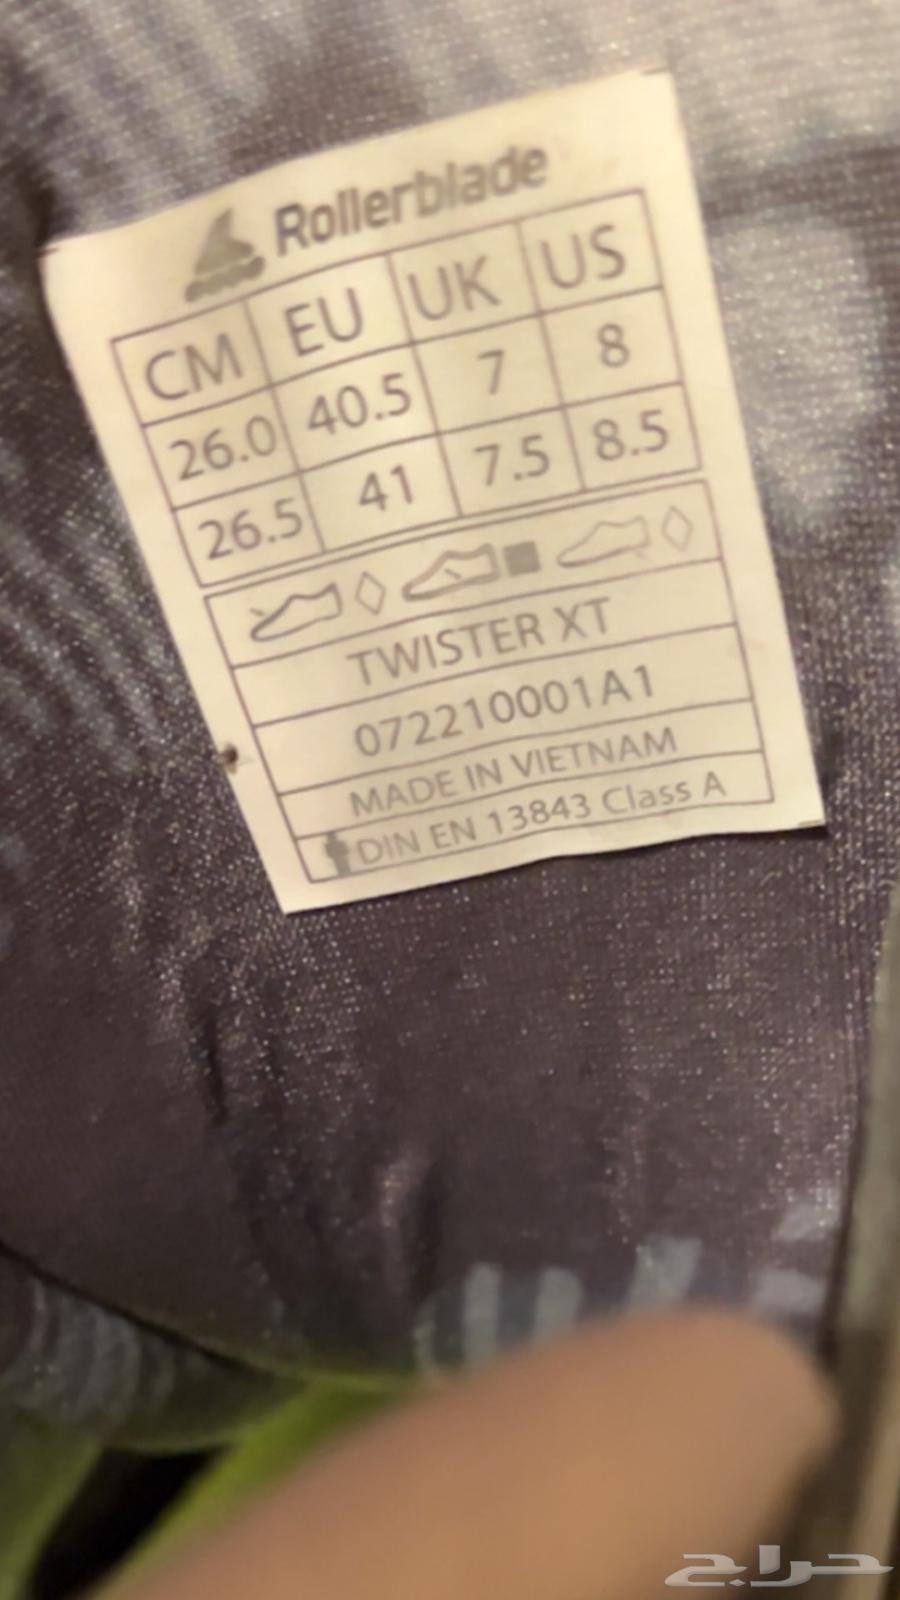 Rollerblade
CM EU UK US
26.0 40.5 7 8
26.5 41 7.5 8.5
TWISTER XT
072210001A1
MADE IN VIETNAM
DIN EN 13843 Class A
حراج